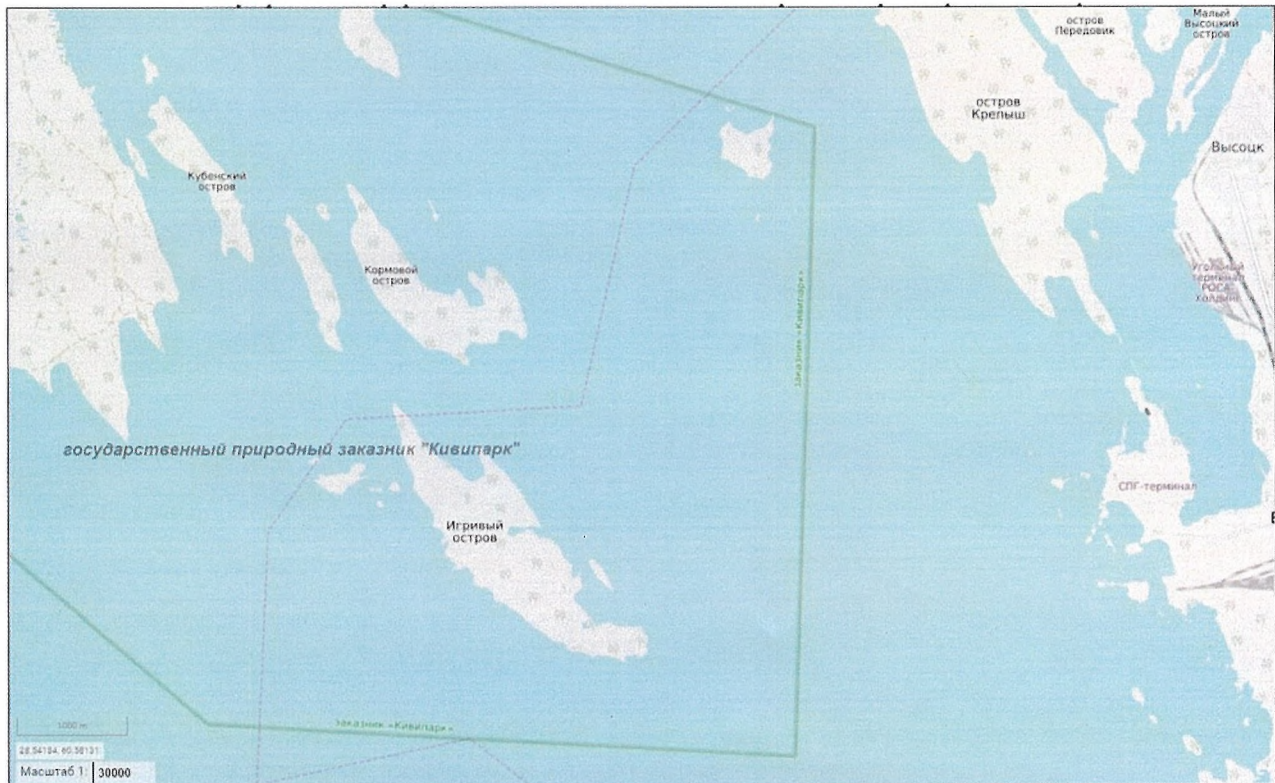 остров
Передовик
Малый
Высоцкий
остров
остров
Крепыш
Высоцк
Кубенский
остров
Кормовой
остров
Угольный
терминал
РОСА
холдинг
заказник «Кивипарк»
государственный природный заказник "Кивипарк"
СПГ-терминал
Игривый
остров
заказник «Кивипарк»
1000 m
Масштаб 1: 30000